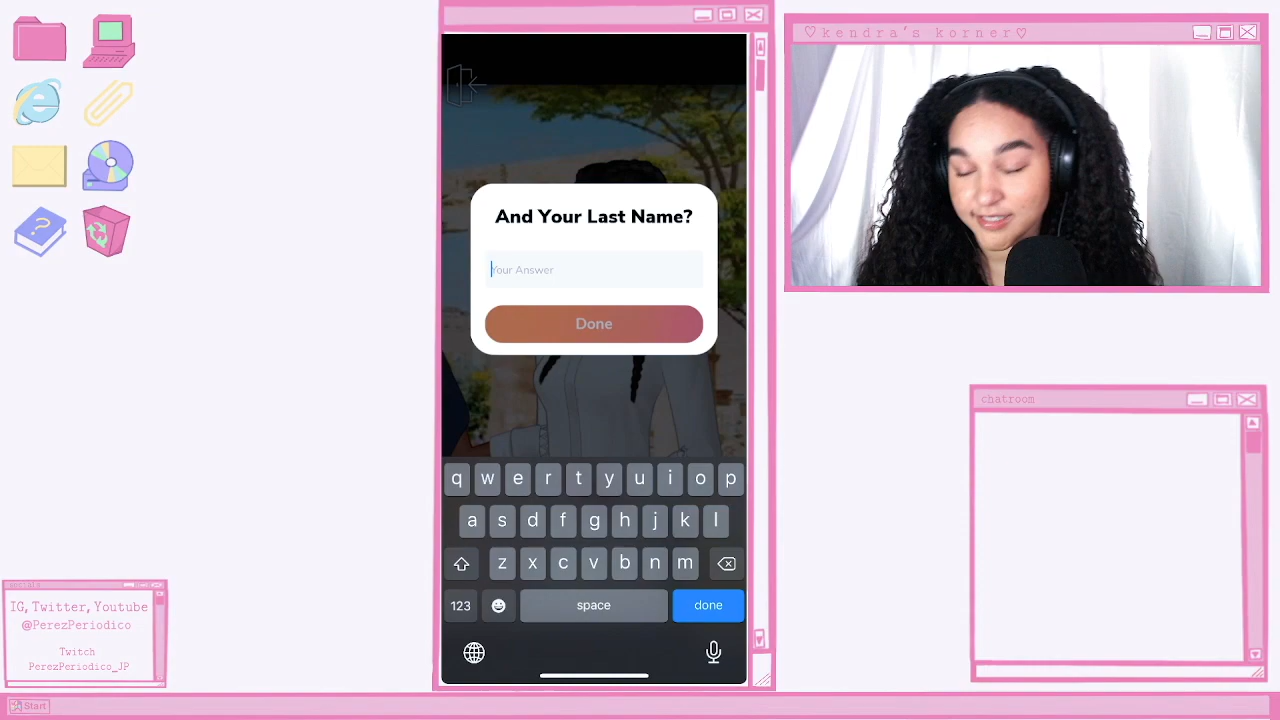 ♡kendra's korner♡
And Your Last Name?
Your Answer
Done
chatroom
q w e r t y u i o p
a s d f g h j k l
z x c v b n m
123 space done
IG, Twitter, Youtube
@PerezPeriodico
Twitch
PerezPeriodico_JP
Start